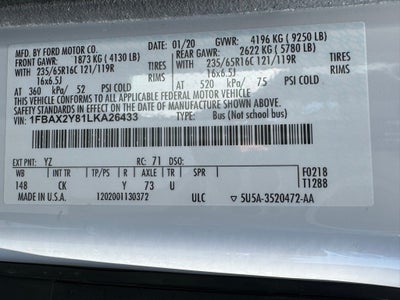 MFD. BY FORD MOTOR CO. 01/20 GVWR: 4196 KG ( 9250 LB)
FRONT GAWR: 1873 KG ( 4130 LB) REAR GAWR: 2622 KG ( 5780 LB)
235/65R16C 121/119R TIRES 235/65R16C 121/119R TIRES
16x6.5J RIMS 16x6.5J RIMS
AT 360 kPa/ 52 PSI COLD AT 520 kPa/ 75 PSI COLD
THIS VEHICLE CONFORMS TO ALL APPLICABLE FEDERAL MOTOR VEHICLE
SAFETY STANDARDS IN EFFECT ON THE DATE OF MANUFACTURE SHOWN ABOVE.
VIN: 1FBAX2Y81LKA26433 TYPE: Bus (Not school bus)
EXT PNT: YZ RC: 71 DSO:
WB INT TR TP/PS R AXLE TR SPR F0218
148 CK Y 73 U T1288
MADE IN U.S.A. 1202001130372 ULC 5U5A-3520472-AA